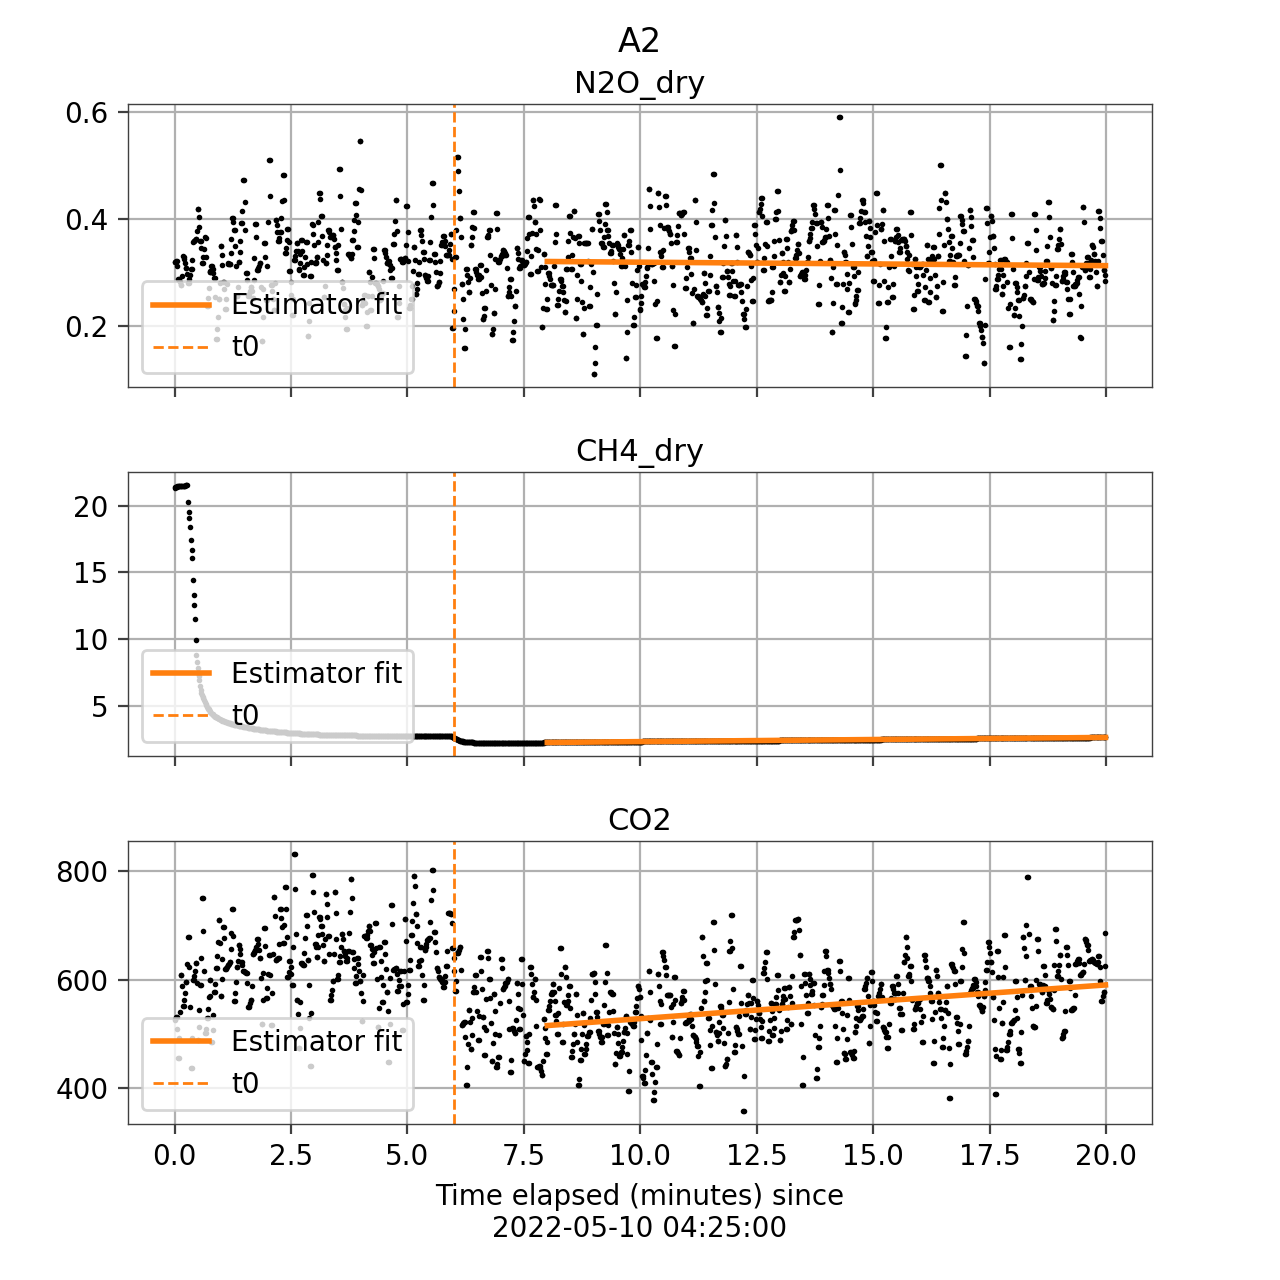 A2
N2O_dry
0.6
0.4
0.2
Estimator fit
t0
CH4_dry
20
15
10
5
Estimator fit
t0
CO2
800
600
400
Estimator fit
t0
0.0 2.5 5.0 7.5 10.0 12.5 15.0 17.5 20.0
Time elapsed (minutes) since
2022-05-10 04:25:00